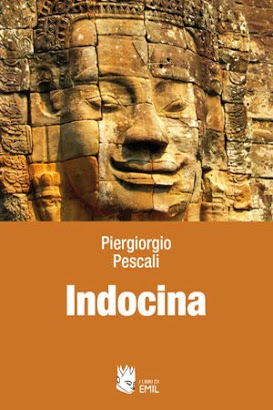 Piergiorgio
Pescali
Indocina
I LIBRI DI
EMIL